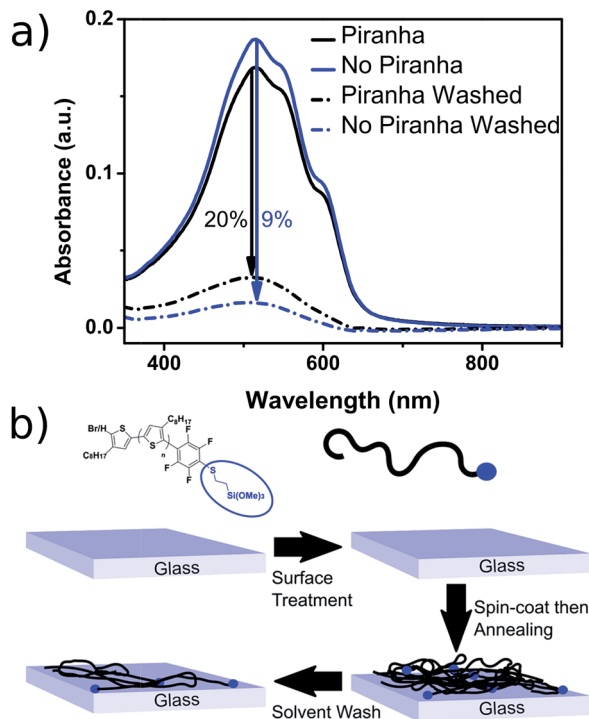 a)
0.2
0.1
0.0
Absorbance (a.u.)
Piranha
No Piranha
Piranha Washed
No Piranha Washed
20%
9%
400
600
800
Wavelength (nm)
b)
C8H17
Br/H
S
S
n
C8H17
F
F
F
F
S
Si(OMe)3
Glass
Surface
Treatment
Glass
Spin-coat then
Annealing
Glass
Solvent Wash
Glass